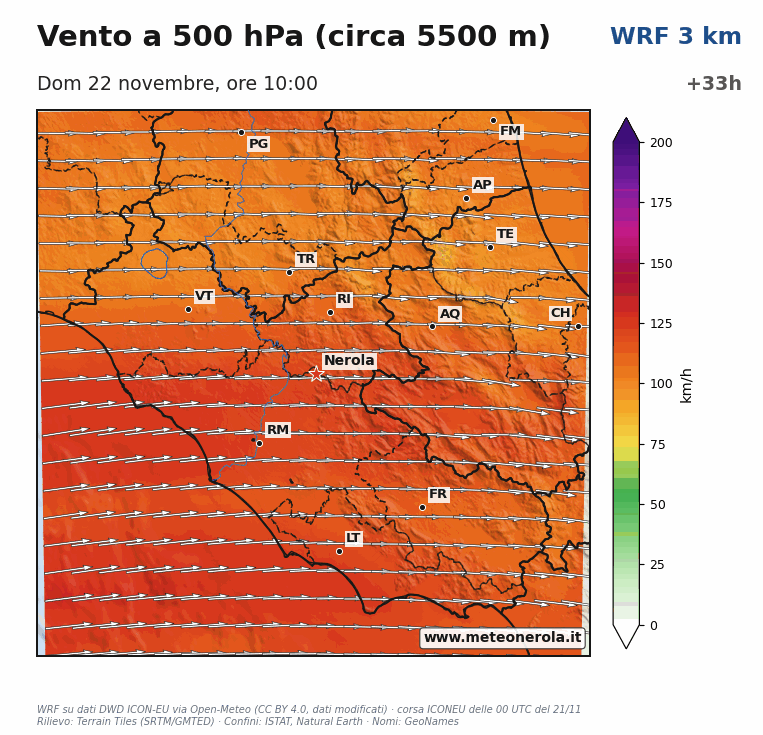 Vento a 500 hPa (circa 5500 m)
WRF 3 km
Dom 22 novembre, ore 10:00
+33h
FM
PG
AP
TE
TR
VT
RI
AQ
CH
Nerola
RM
FR
LT
www.meteonerola.it
200
175
150
125
100
75
50
25
0
km/h
WRF su dati DWD ICON-EU via Open-Meteo (CC BY 4.0, dati modificati) · corsa ICONEU delle 00 UTC del 21/11
Rilievo: Terrain Tiles (SRTM/GMTED) · Confini: ISTAT, Natural Earth · Nomi: GeoNames